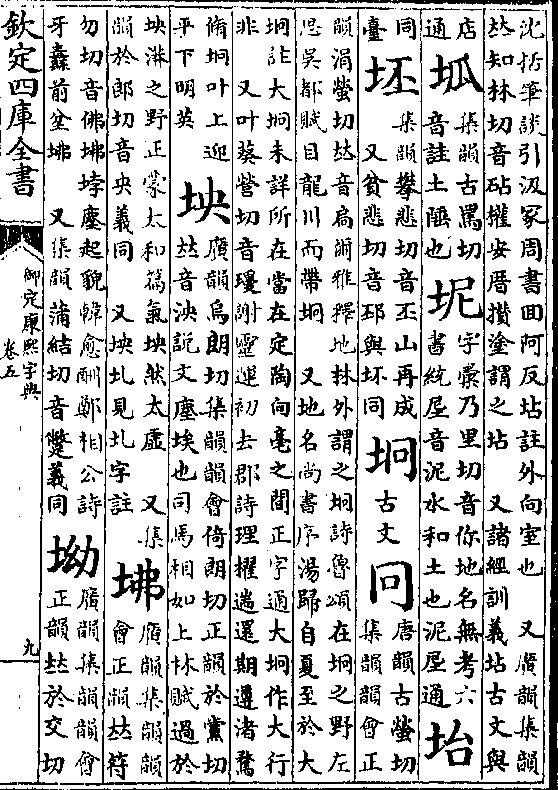 沈括筆談引汲冢周書回阿反坫註外向室也　又廣韻集韻
𠀤知林切音砧權安厝攢塗謂之坫　又諸經訓義坫古文與
店
通
坬
集韻古罵切
音註土隥也
坭
字彙乃里切音你地名無考六
書統屋音泥水和土也泥屋通
坮
同
臺
坯
集韻攀悲切音丕山再成
又貧悲切音邳與坏同
坰
古文
冋
唐韻古螢切
集韻韻會正
韻涓螢切𠀤音扃爾雅釋地林外謂之坰詩魯頌在坰之野左
思吳都賦目龍川而帶坰　又地名尚書序湯歸自夏至於大
坰註大坰未詳所在當在定陶向亳之間正字通大坰作大行
非　又叶葵營切音瓊謝靈運初去郡詩理擢遄還期遵渚騖
脩坰叶上迎
平下明英
坱
廣韻烏朗切集韻韻會倚朗切正韻於黨切
𠀤音泱說文塵埃也司馬相如上林賦過於
坱漭之野正蒙太和篇氣坱然太虛　又集
韻於郎切音央義同　又坱圠見圠字註
坲
廣韻集韻韻
會正韻𠀤符
勿切音佛坲埻塵起貌韓愈酬鄭相公詩
牙纛前坌坲　又集韻蒲結切音蹩義同
坳
廣韻集韻韻會
正韻𠀤於交切
欽定四庫全書
御定康熙字典
卷五
九